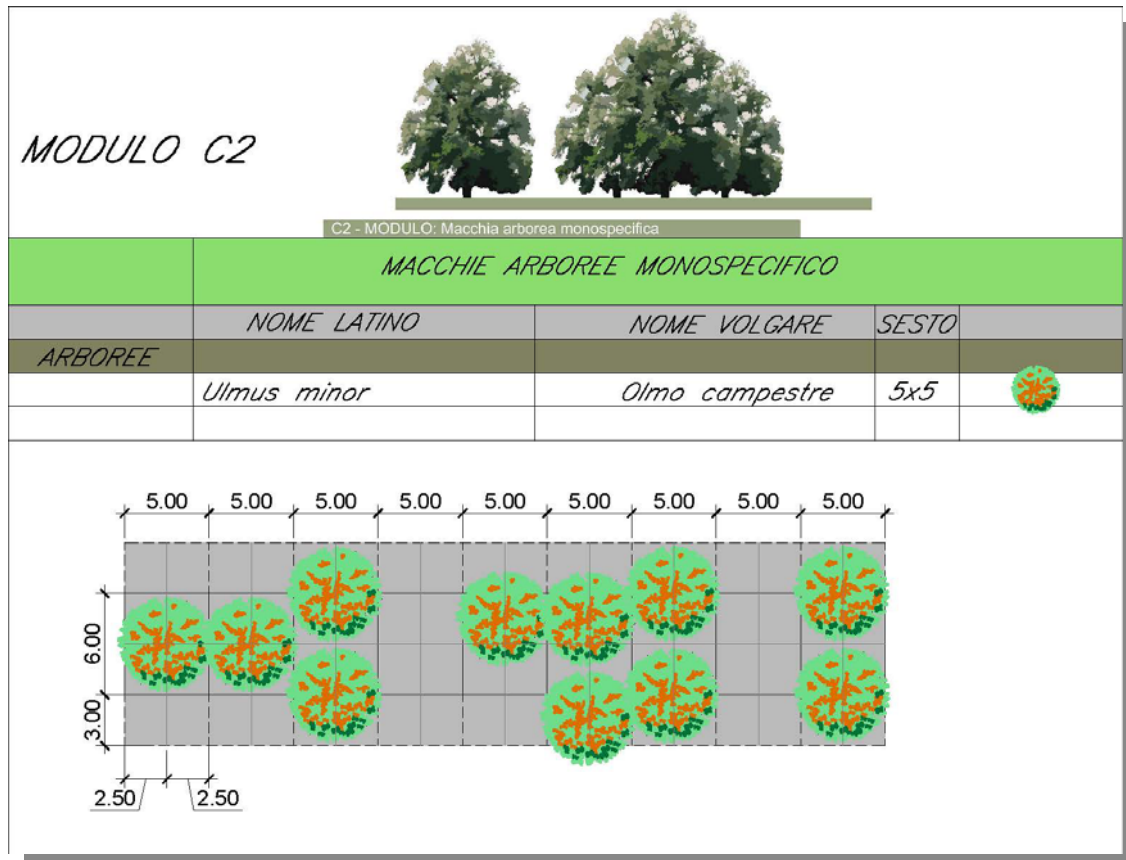 MODULO C2
C2 - MODULO: Macchia arborea monospecifica
MACCHIE ARBOREE MONOSPECIFICO
NOME LATINO NOME VOLGARE SESTO
ARBOREE
Ulmus minor Olmo campestre 5x5
5.00 5.00 5.00 5.00 5.00 5.00 5.00 5.00 5.00
6.00
3.00
2.50 2.50